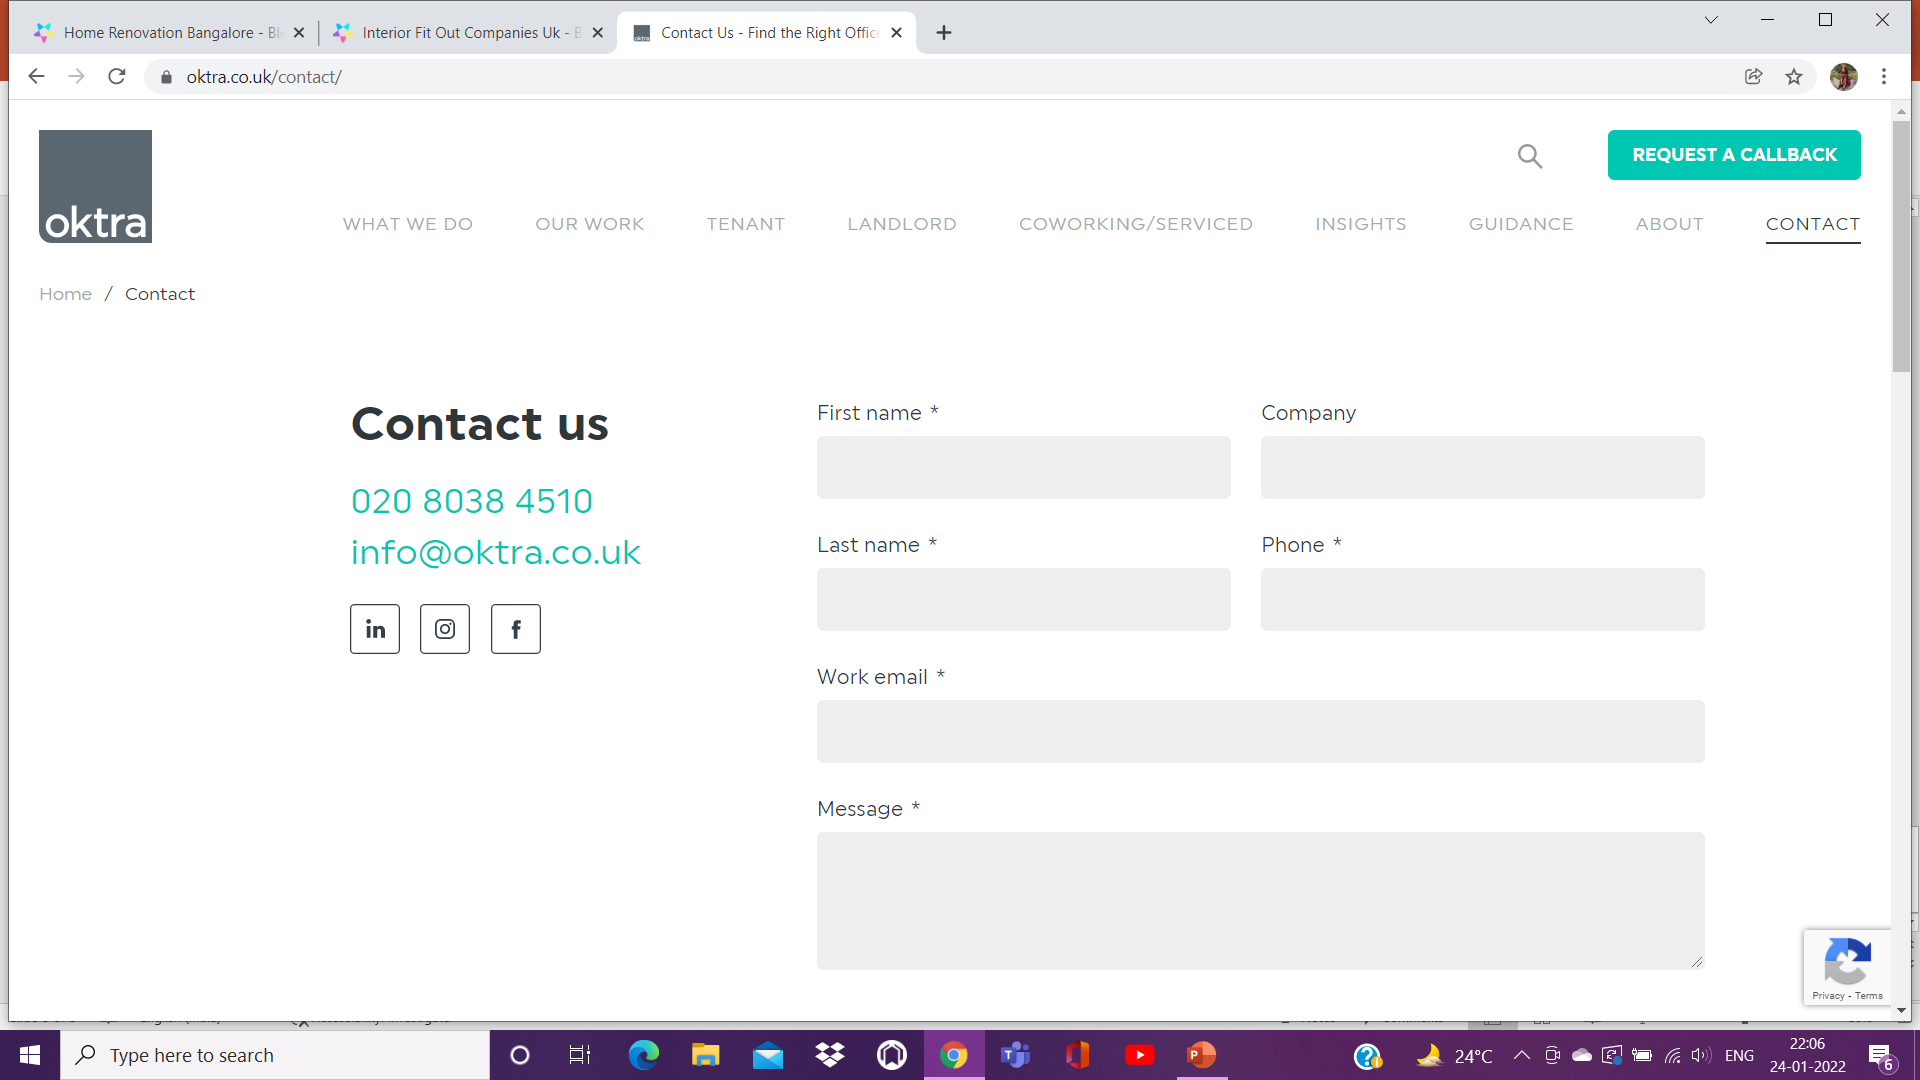 Home Renovation Bangalore - Bl
Interior Fit Out Companies Uk - B
Contact Us - Find the Right Offic
oktra.co.uk/contact/
oktra
REQUEST A CALLBACK
WHAT WE DO
OUR WORK
TENANT
LANDLORD
COWORKING/SERVICED
INSIGHTS
GUIDANCE
ABOUT
CONTACT
Home / Contact
Contact us
020 8038 4510
info@oktra.co.uk
in
f
First name *
Company
Last name *
Phone *
Work email *
Message *
Privacy - Terms
Type here to search
24°C
ENG
22:06
24-01-2022
6